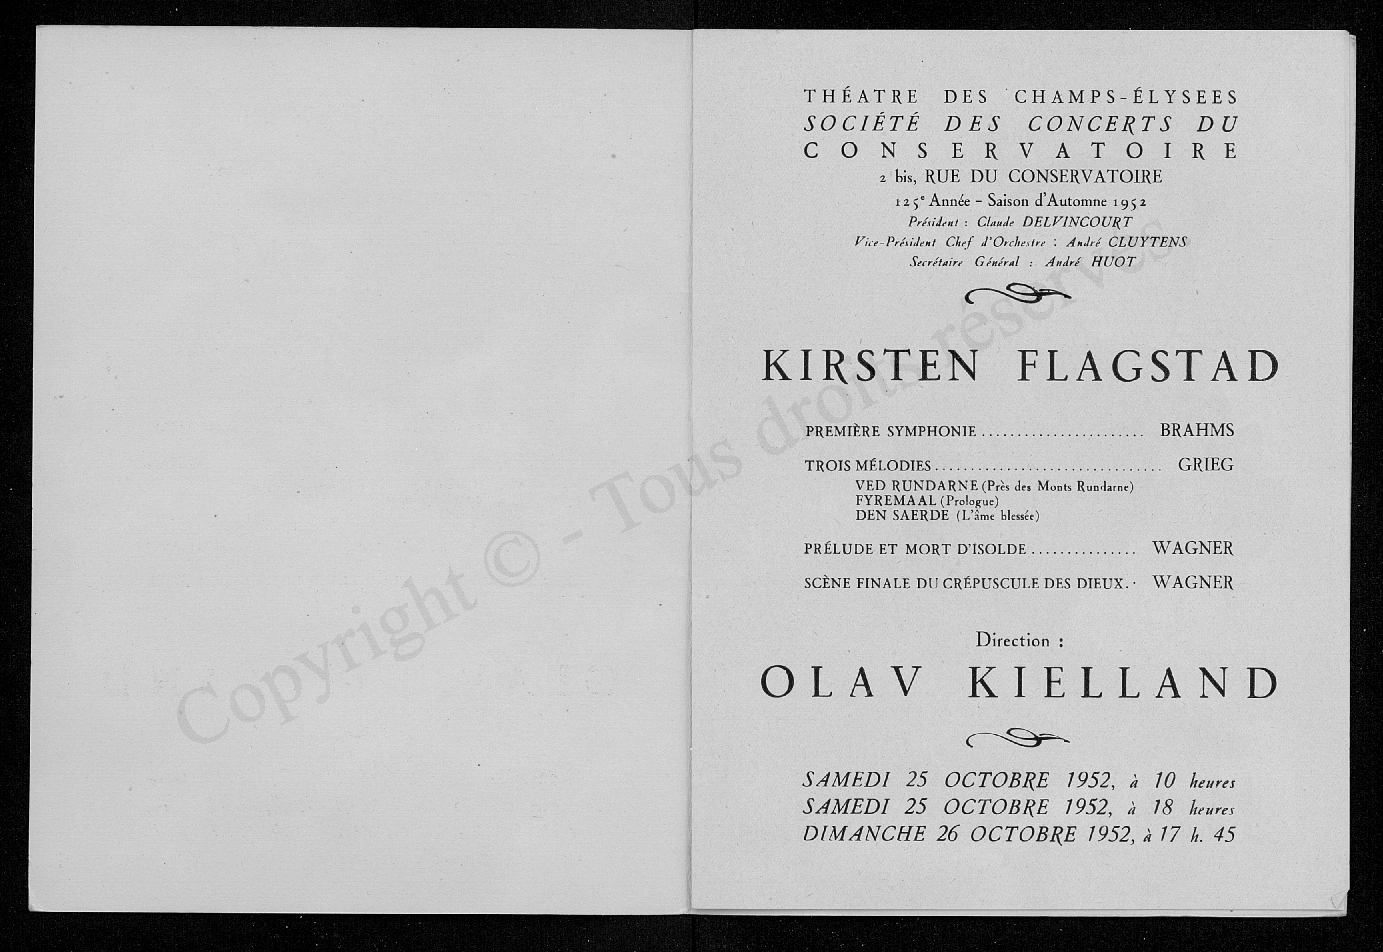 THÉATRE DES CHAMPS-ÉLYSEES
SOCIÉTÉ DES CONCERTS DU
CONSERVATOIRE
2 bis, RUE DU CONSERVATOIRE
125e Année - Saison d'Automne 1952
Président : Claude DELVINCOURT
Vice-Président Chef d'Orchestre : André CLUYTENS
Secrétaire Général : André HUOT
KIRSTEN FLAGSTAD
PREMIÈRE SYMPHONIE ....................... BRAHMS
TROIS MÉLODIES ................................ GRIEG
VED RUNDARNE (Près des Monts Rundarne)
FYREMAAL (Prologue)
DEN SAERDE (L'âme blessée)
PRÉLUDE ET MORT D'ISOLDE ............... WAGNER
SCÈNE FINALE DU CRÉPUSCULE DES DIEUX.. WAGNER
Direction :
OLAV KIELLAND
SAMEDI 25 OCTOBRE 1952, à 10 heures
SAMEDI 25 OCTOBRE 1952, à 18 heures
DIMANCHE 26 OCTOBRE 1952, à 17 h. 45
Copyright © - Tous droits réservés